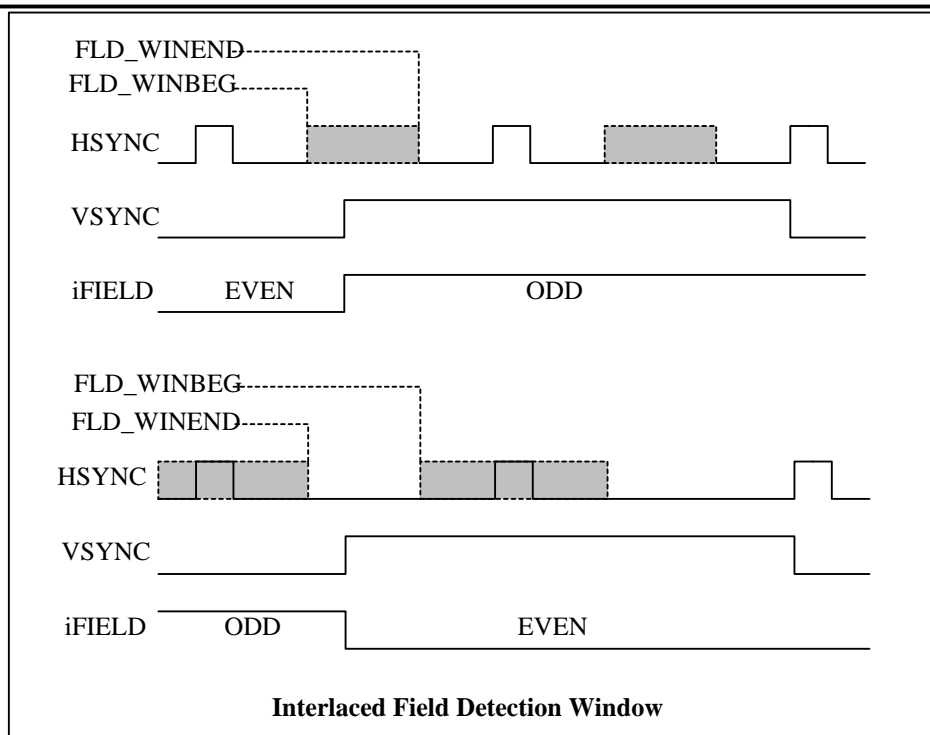 FLD_WINEND
FLD_WINBEG
HSYNC
VSYNC
iFIELD EVEN ODD
FLD_WINBEG
FLD_WINEND
HSYNC
VSYNC
iFIELD ODD EVEN
Interlaced Field Detection Window